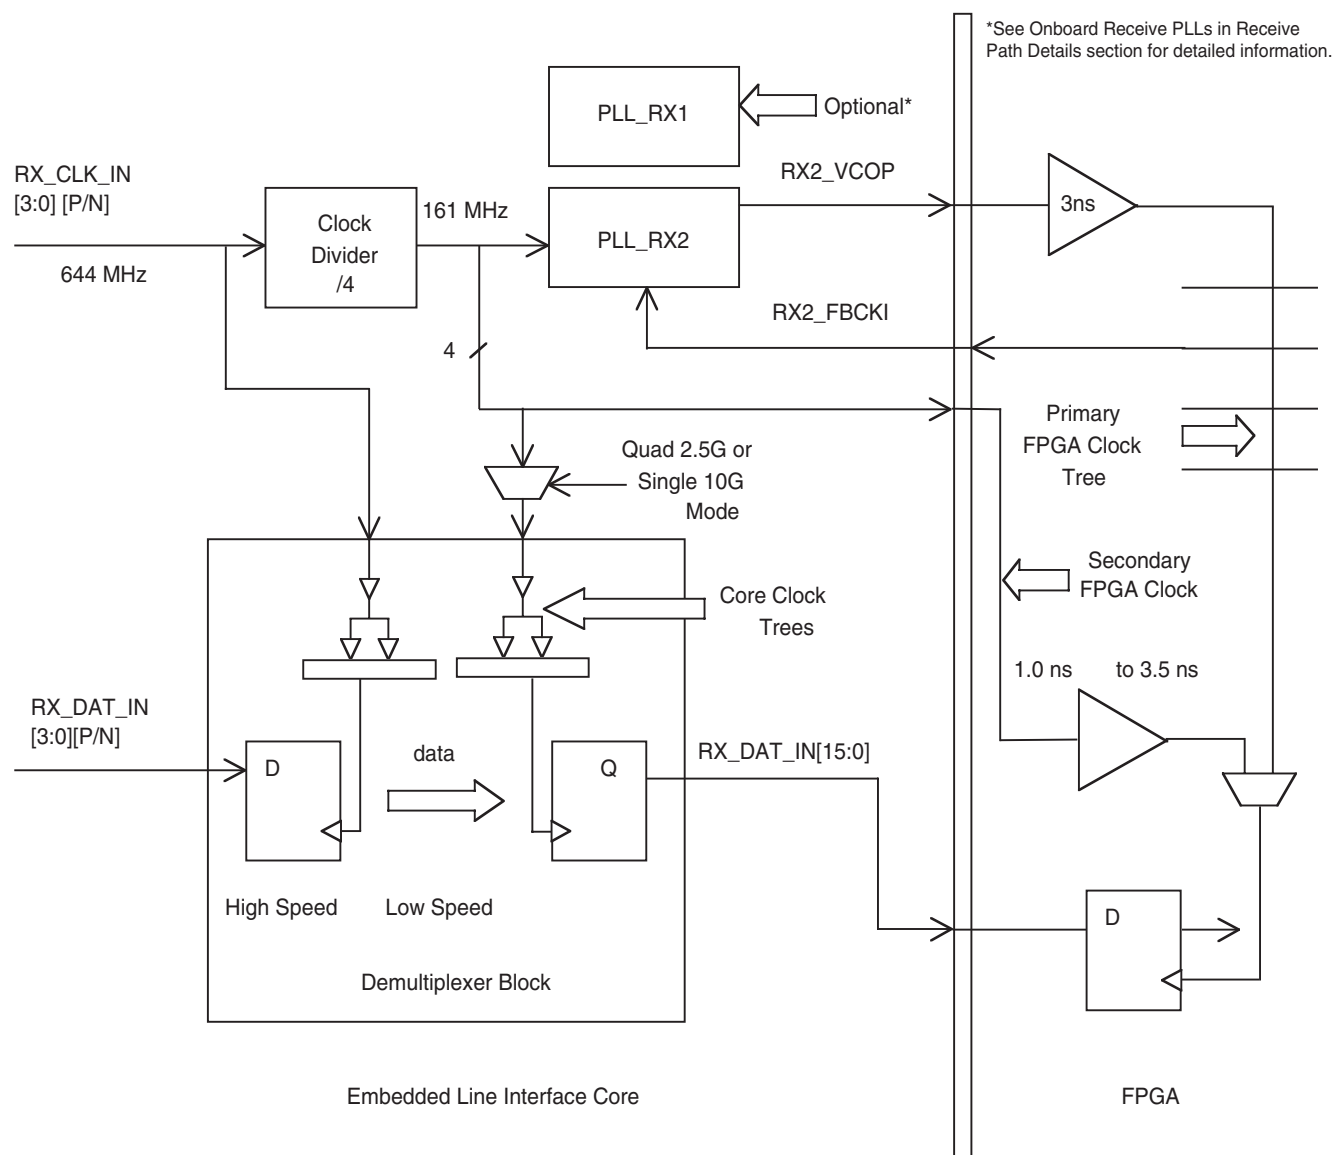 *See Onboard Receive PLLs in Receive
Path Details section for detailed information.
PLL_RX1
Optional*
RX_CLK_IN
[3:0] [P/N]
644 MHz
Clock
Divider
/4
161 MHz
PLL_RX2
RX2_VCOP
3ns
RX2_FBCKI
4
Primary
FPGA Clock
Tree
Quad 2.5G or
Single 10G
Mode
Secondary
FPGA Clock
Core Clock
Trees
1.0 ns
to 3.5 ns
RX_DAT_IN
[3:0][P/N]
D
data
Q
RX_DAT_IN[15:0]
High Speed
Low Speed
D
Demultiplexer Block
Embedded Line Interface Core
FPGA